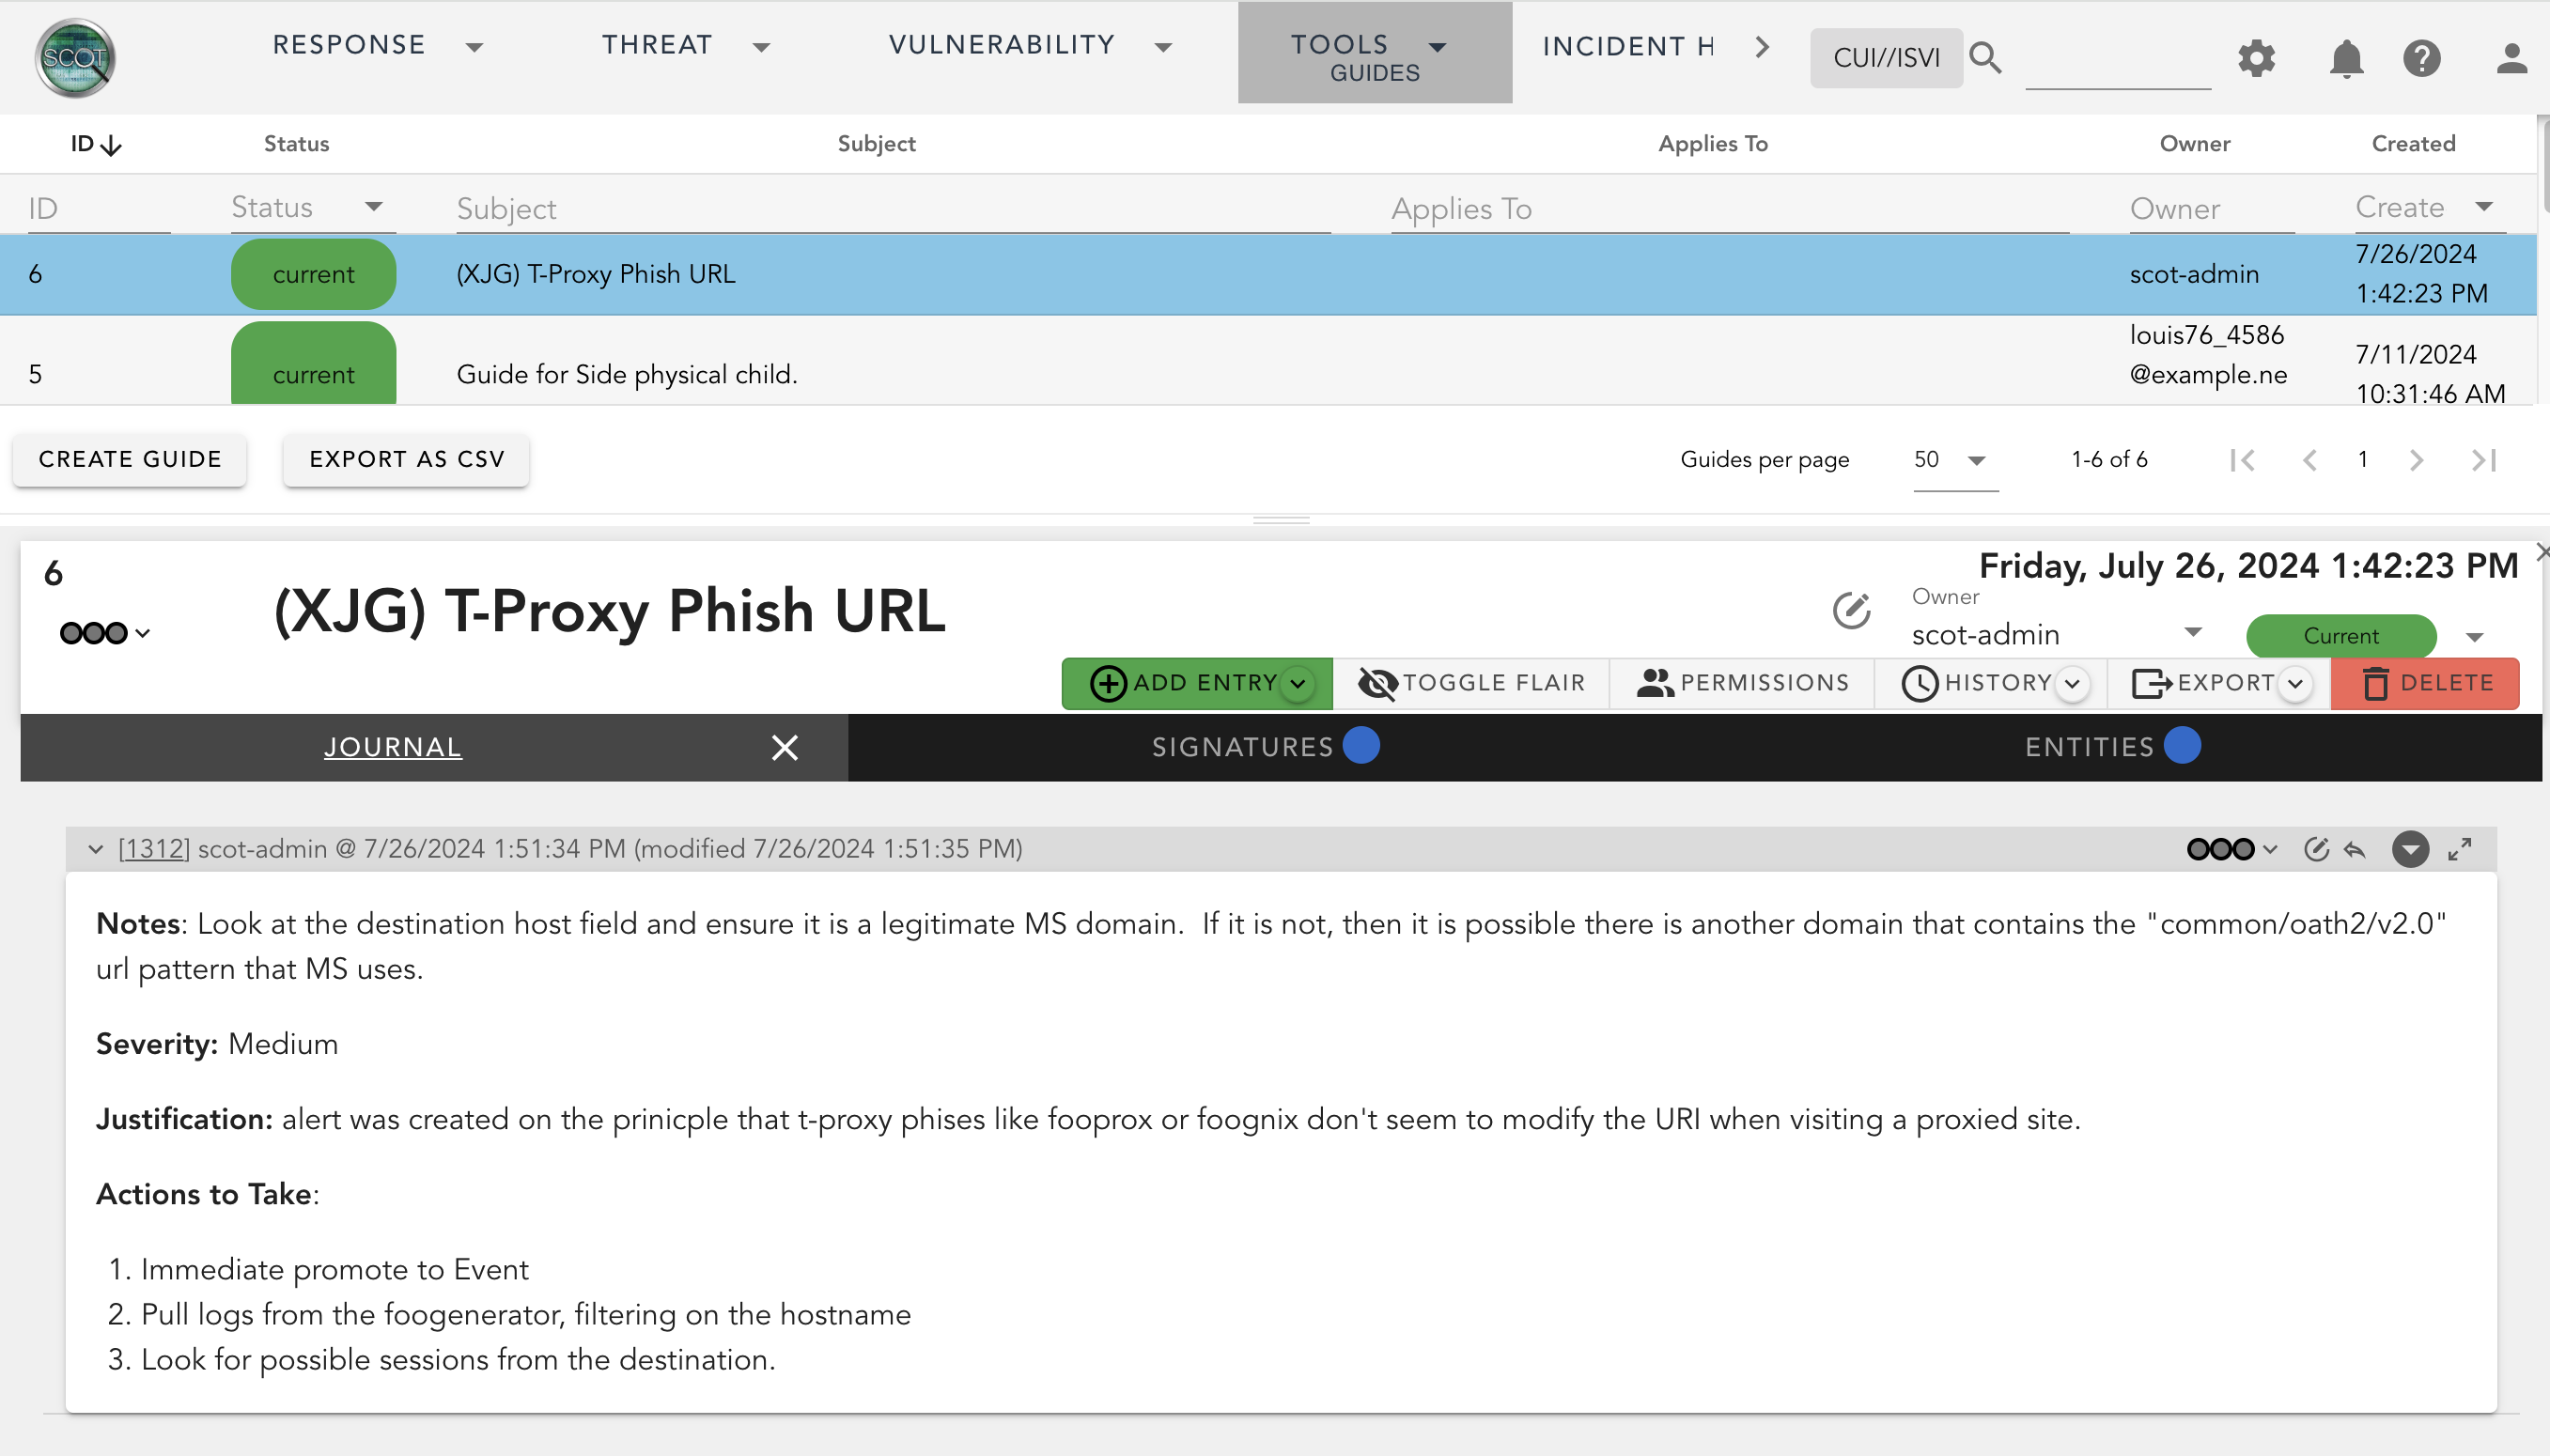 SCOT
RESPONSE
THREAT
VULNERABILITY
TOOLS
GUIDES
INCIDENT H
CUI//ISVI
ID Status Subject Applies To Owner Created
ID Status Subject Applies To Owner Create
6 current (XJG) T-Proxy Phish URL scot-admin 7/26/2024
1:42:23 PM
5 current Guide for Side physical child. louis76_4586
@example.ne
7/11/2024
10:31:46 AM
CREATE GUIDE EXPORT AS CSV Guides per page 50 1-6 of 6 1
6
(XJG) T-Proxy Phish URL
Friday, July 26, 2024 1:42:23 PM
Owner
scot-admin
Current
ADD ENTRY TOGGLE FLAIR PERMISSIONS HISTORY EXPORT DELETE
JOURNAL SIGNATURES ENTITIES
[1312] scot-admin @ 7/26/2024 1:51:34 PM (modified 7/26/2024 1:51:35 PM)
Notes: Look at the destination host field and ensure it is a legitimate MS domain.  If it is not, then it is possible there is another domain that contains the "common/oath2/v2.0"
url pattern that MS uses.
Severity: Medium
Justification: alert was created on the prinicple that t-proxy phises like fooprox or foognix don't seem to modify the URI when visiting a proxied site.
Actions to Take:
1. Immediate promote to Event
2. Pull logs from the foogenerator, filtering on the hostname
3. Look for possible sessions from the destination.